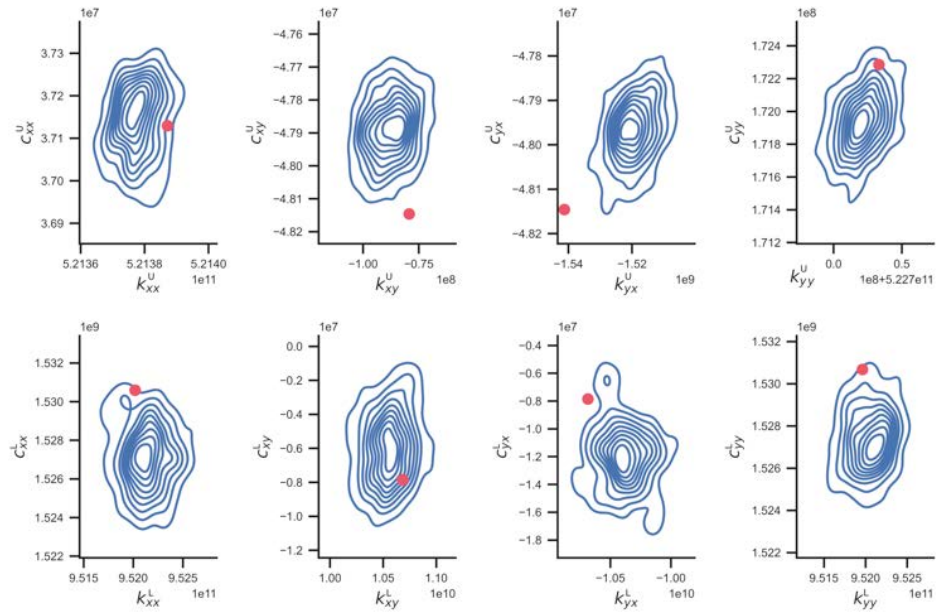 1e7
3.73
3.72
3.71
3.70
3.69
c^U_xx
5.2136 5.2138 5.2140
k^U_xx
1e11
1e7
−4.76
−4.77
−4.78
−4.79
−4.80
−4.81
−4.82
c^U_xy
−1.00 −0.75
k^U_xy
1e8
1e7
−4.78
−4.79
−4.80
−4.81
−4.82
c^U_yx
−1.54 −1.52
k^U_yx
1e9
1e8
1.724
1.722
1.720
1.718
1.716
1.714
1.712
c^U_yy
0.0 0.5
k^U_yy
1e8+5.227e11
1e9
1.532
1.530
1.528
1.526
1.524
1.522
c^L_xx
9.515 9.520 9.525
k^L_xx
1e11
1e7
0.0
−0.2
−0.4
−0.6
−0.8
−1.0
−1.2
c^L_xy
1.00 1.05 1.10
k^L_xy
1e10
1e7
−0.4
−0.6
−0.8
−1.0
−1.2
−1.4
−1.6
−1.8
c^L_yx
−1.05 −1.00
k^L_yx
1e10
1e9
1.532
1.530
1.528
1.526
1.524
1.522
c^L_yy
9.515 9.520 9.525
k^L_yy
1e11